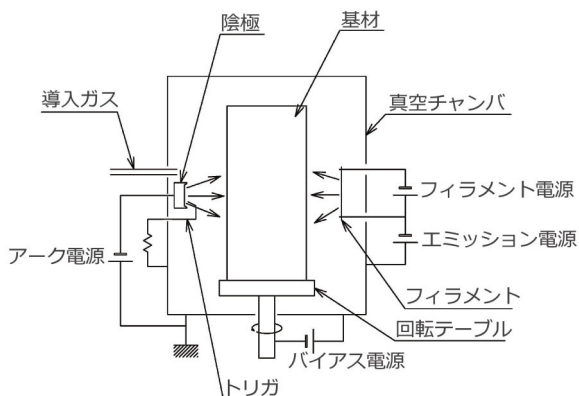 陰極
基材
導入ガス
真空チャンバ
フィラメント電源
エミッション電源
アーク電源
フィラメント
回転テーブル
バイアス電源
トリガ